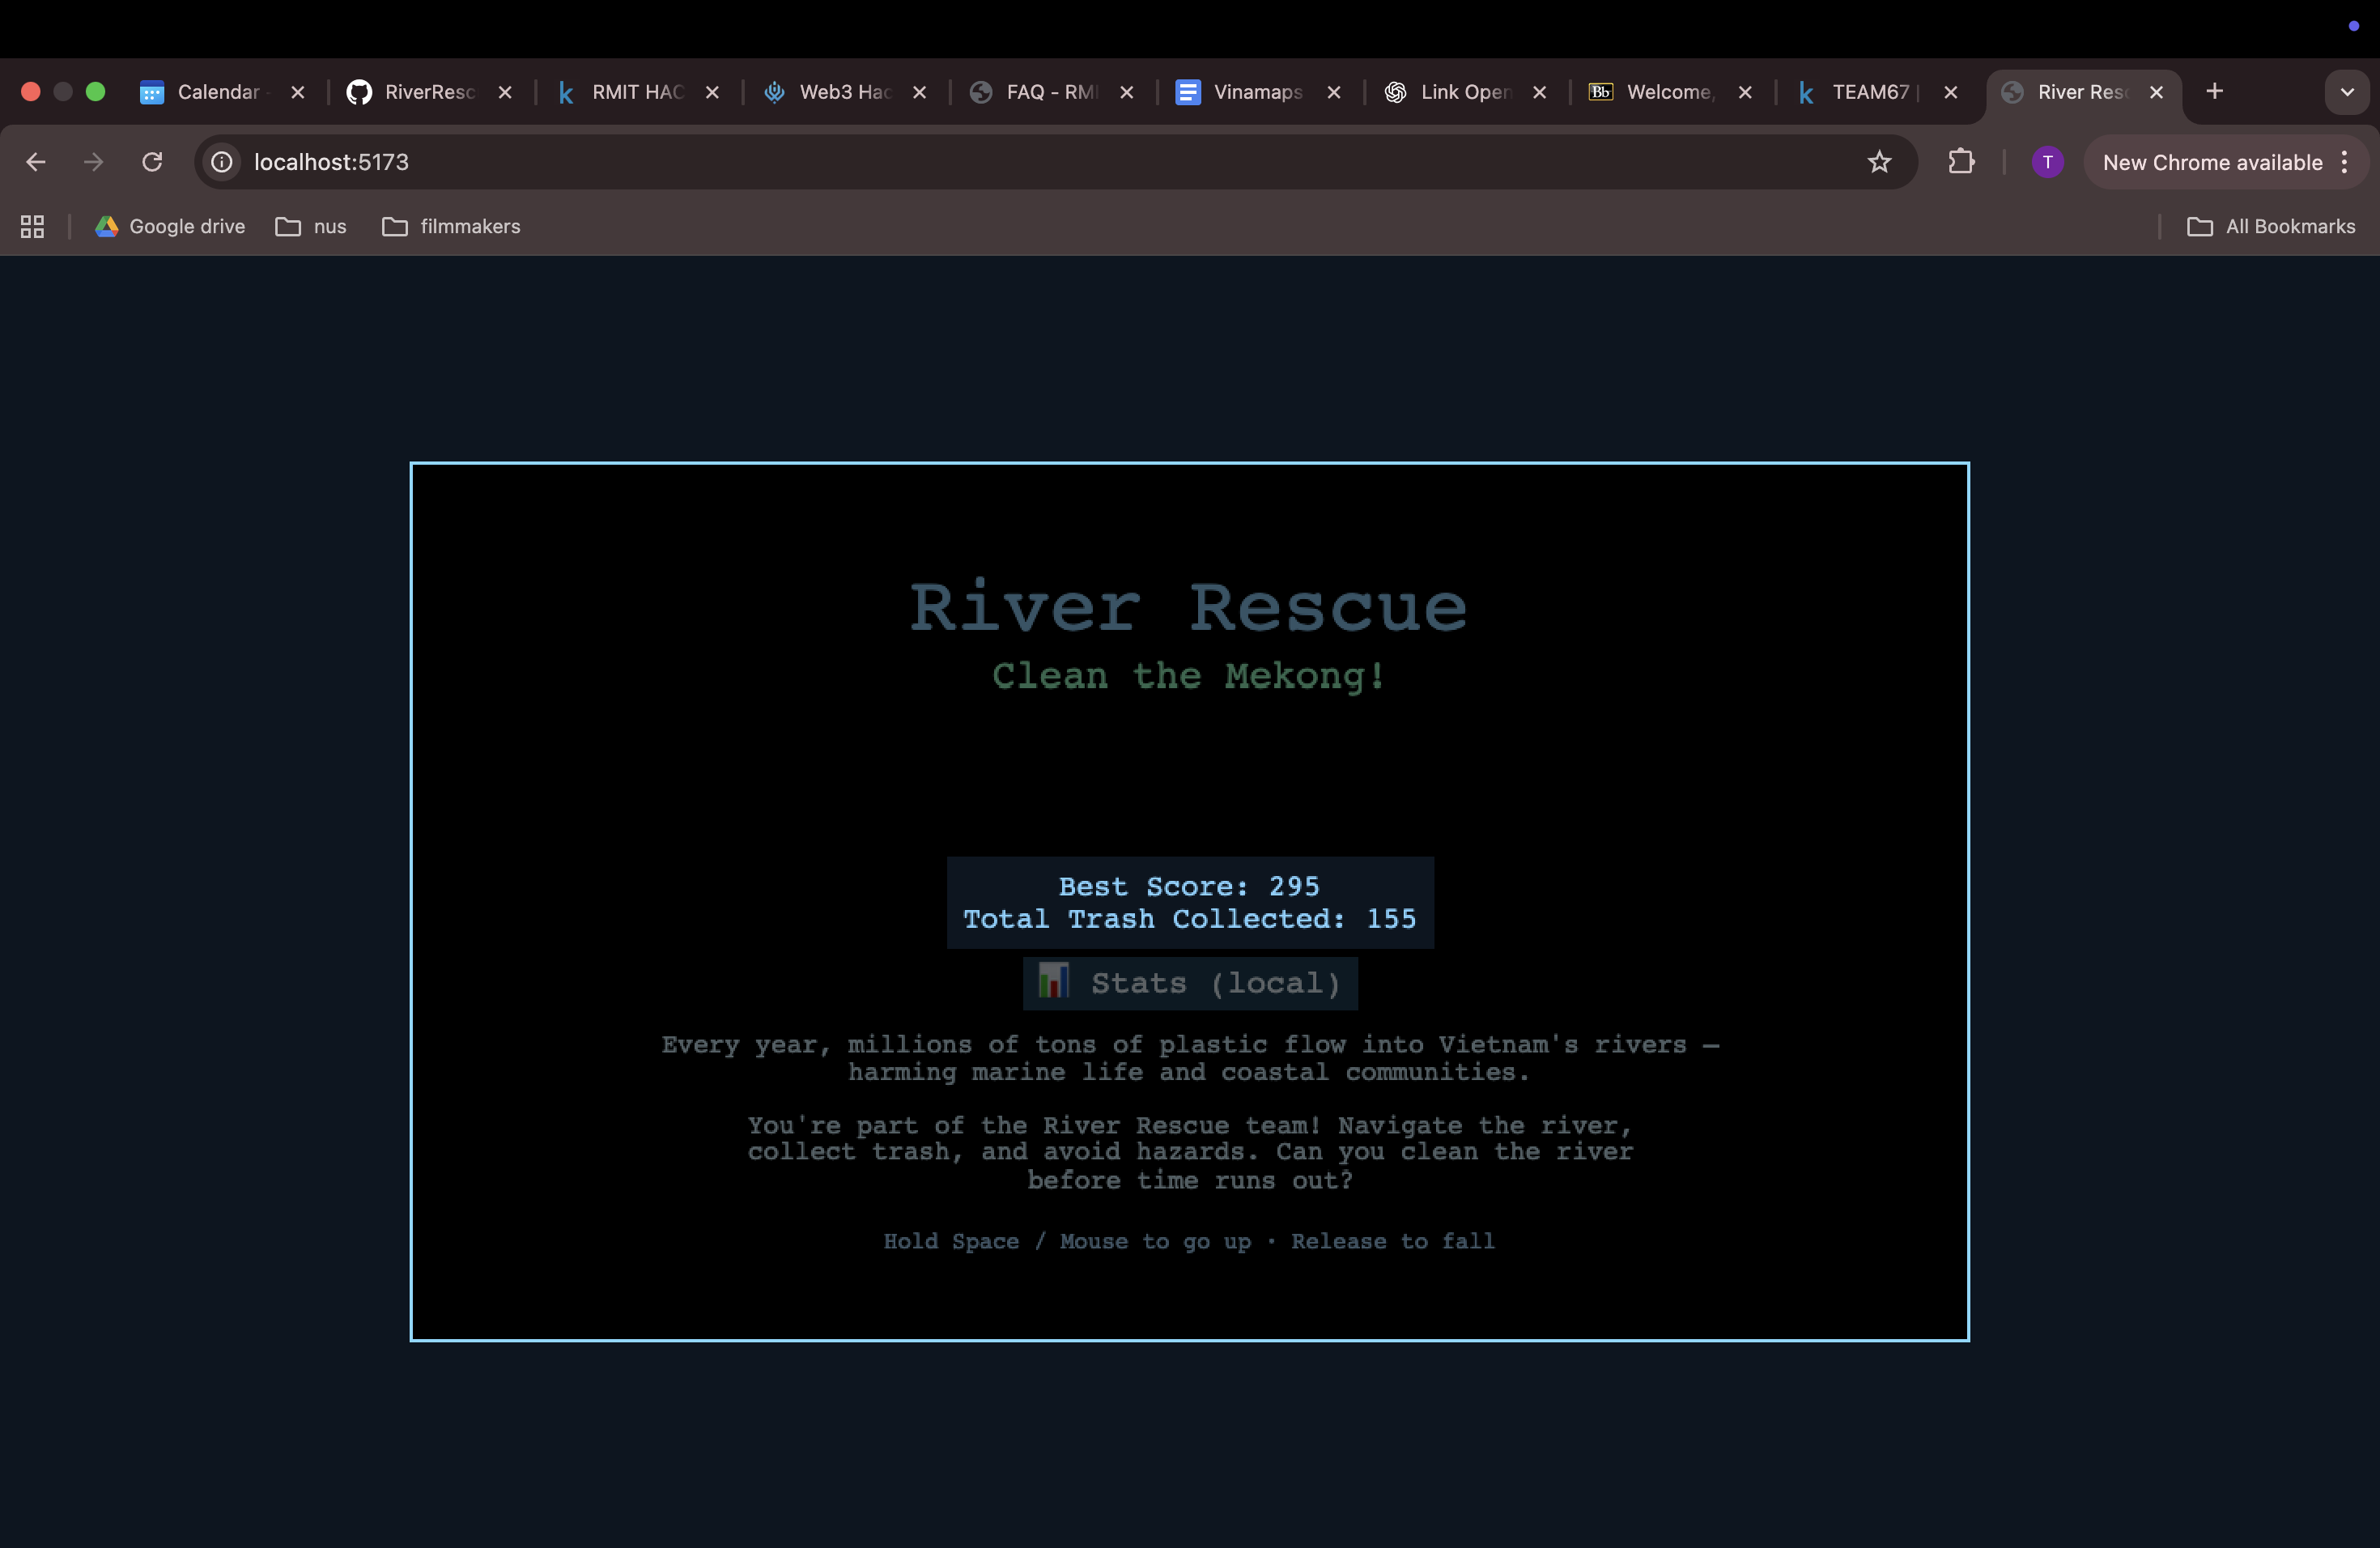 Calendar -
RiverResc
RMIT HAC
Web3 Hac
FAQ - RMI
Vinamaps
Link Open
Bb
Welcome,
TEAM67 |
River Res
localhost:5173
T
New Chrome available
Google drive
nus
filmmakers
All Bookmarks
River Rescue
Clean the Mekong!
Best Score: 295
Total Trash Collected: 155
Stats (local)
Every year, millions of tons of plastic flow into Vietnam's rivers —
harming marine life and coastal communities.
You're part of the River Rescue team! Navigate the river,
collect trash, and avoid hazards. Can you clean the river
before time runs out?
Hold Space / Mouse to go up · Release to fall